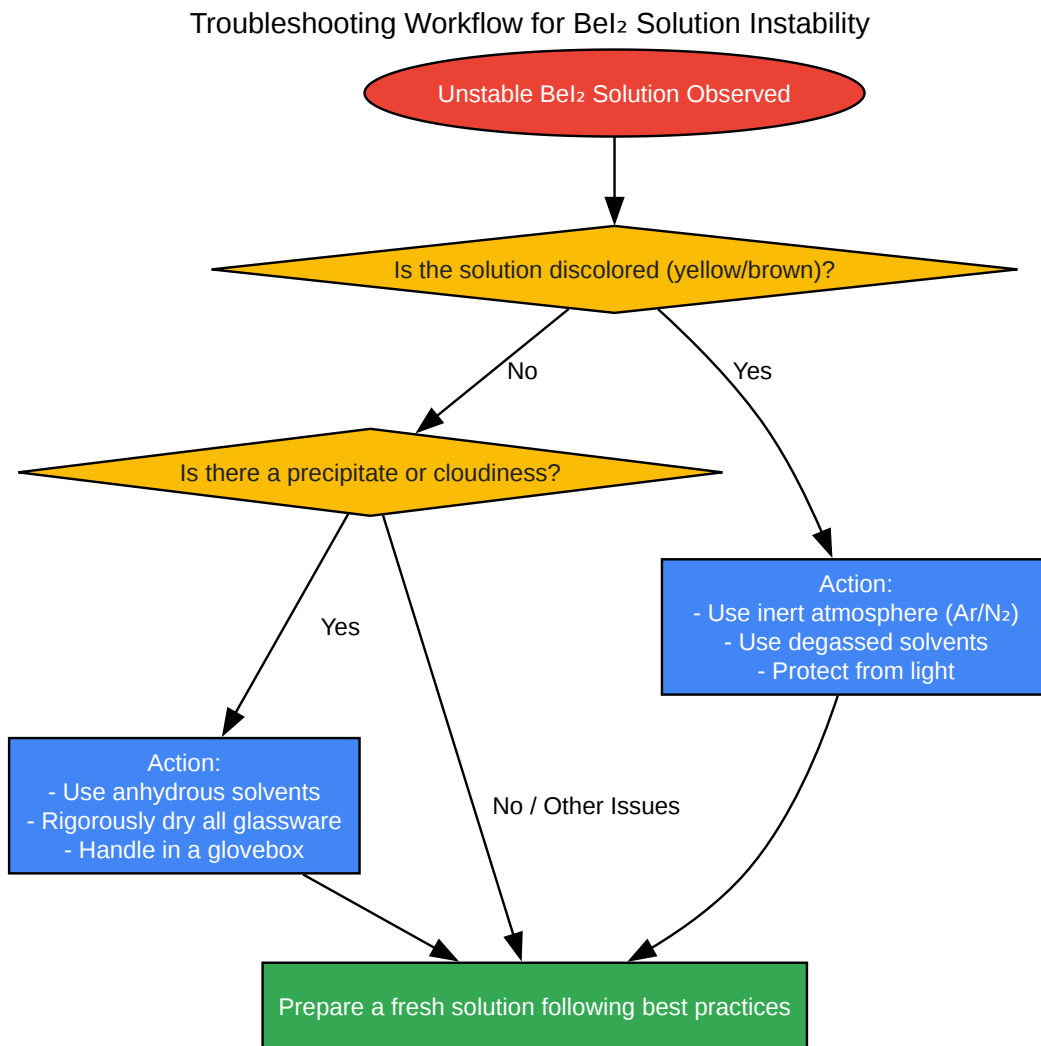 Troubleshooting Workflow for BeI₂ Solution Instability
Unstable BeI₂ Solution Observed
Is the solution discolored (yellow/brown)?
No
Yes
Is there a precipitate or cloudiness?
Action:
- Use inert atmosphere (Ar/N₂)
- Use degassed solvents
- Protect from light
Yes
Action:
- Use anhydrous solvents
- Rigorously dry all glassware
- Handle in a glovebox
No / Other Issues
Prepare a fresh solution following best practices